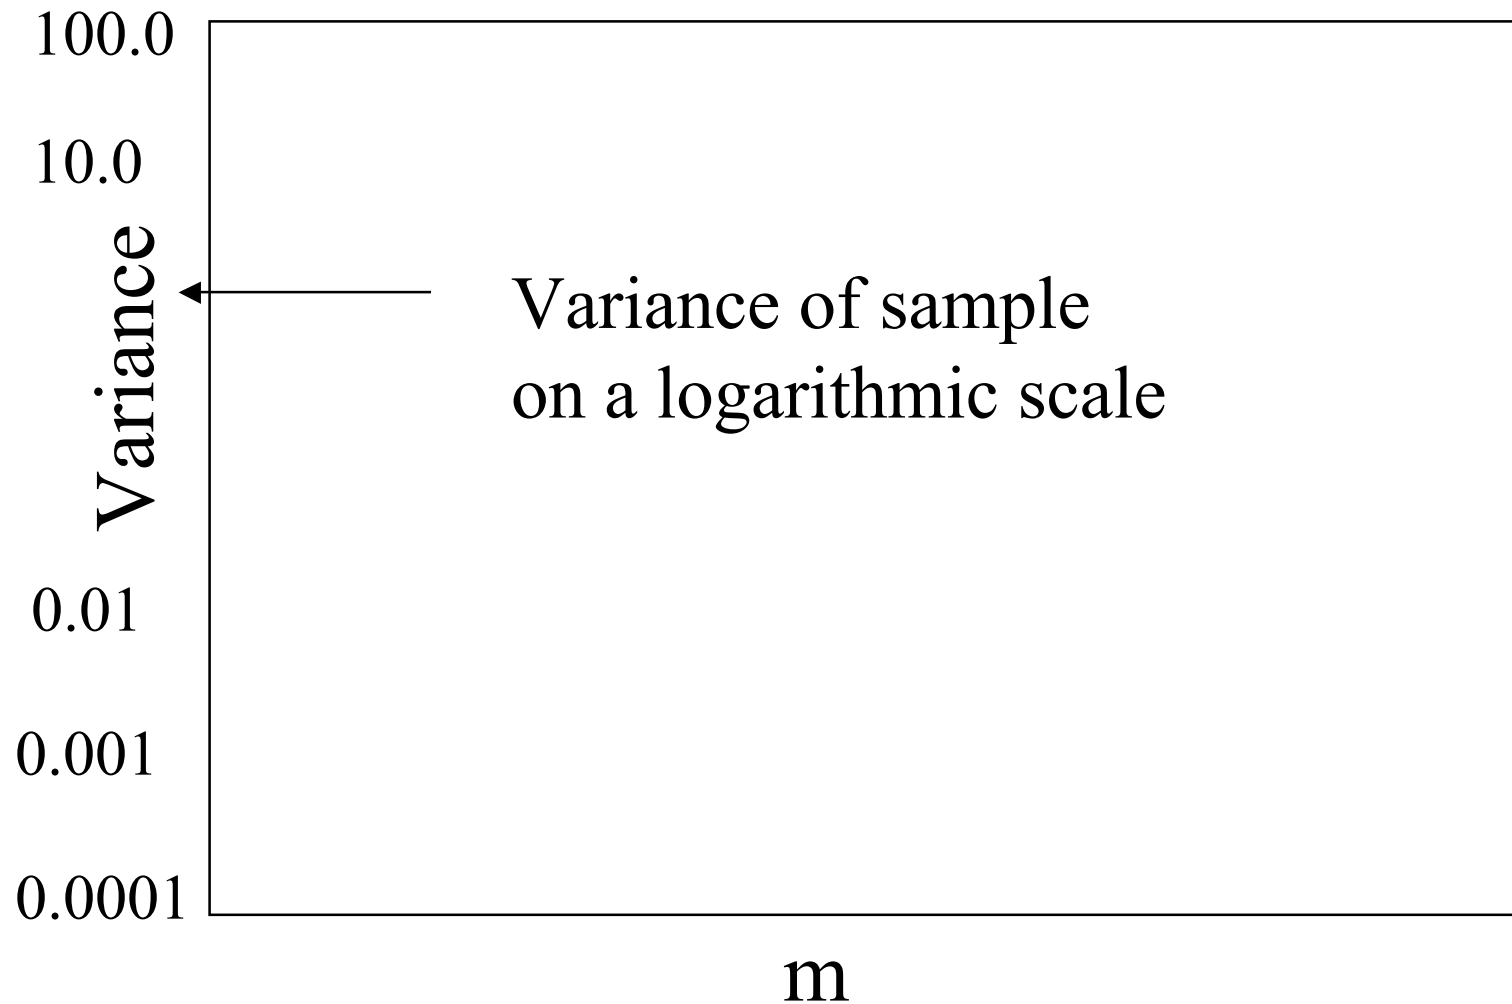 100.0
10.0
Variance
Variance of sample
on a logarithmic scale
0.01
0.001
0.0001
m